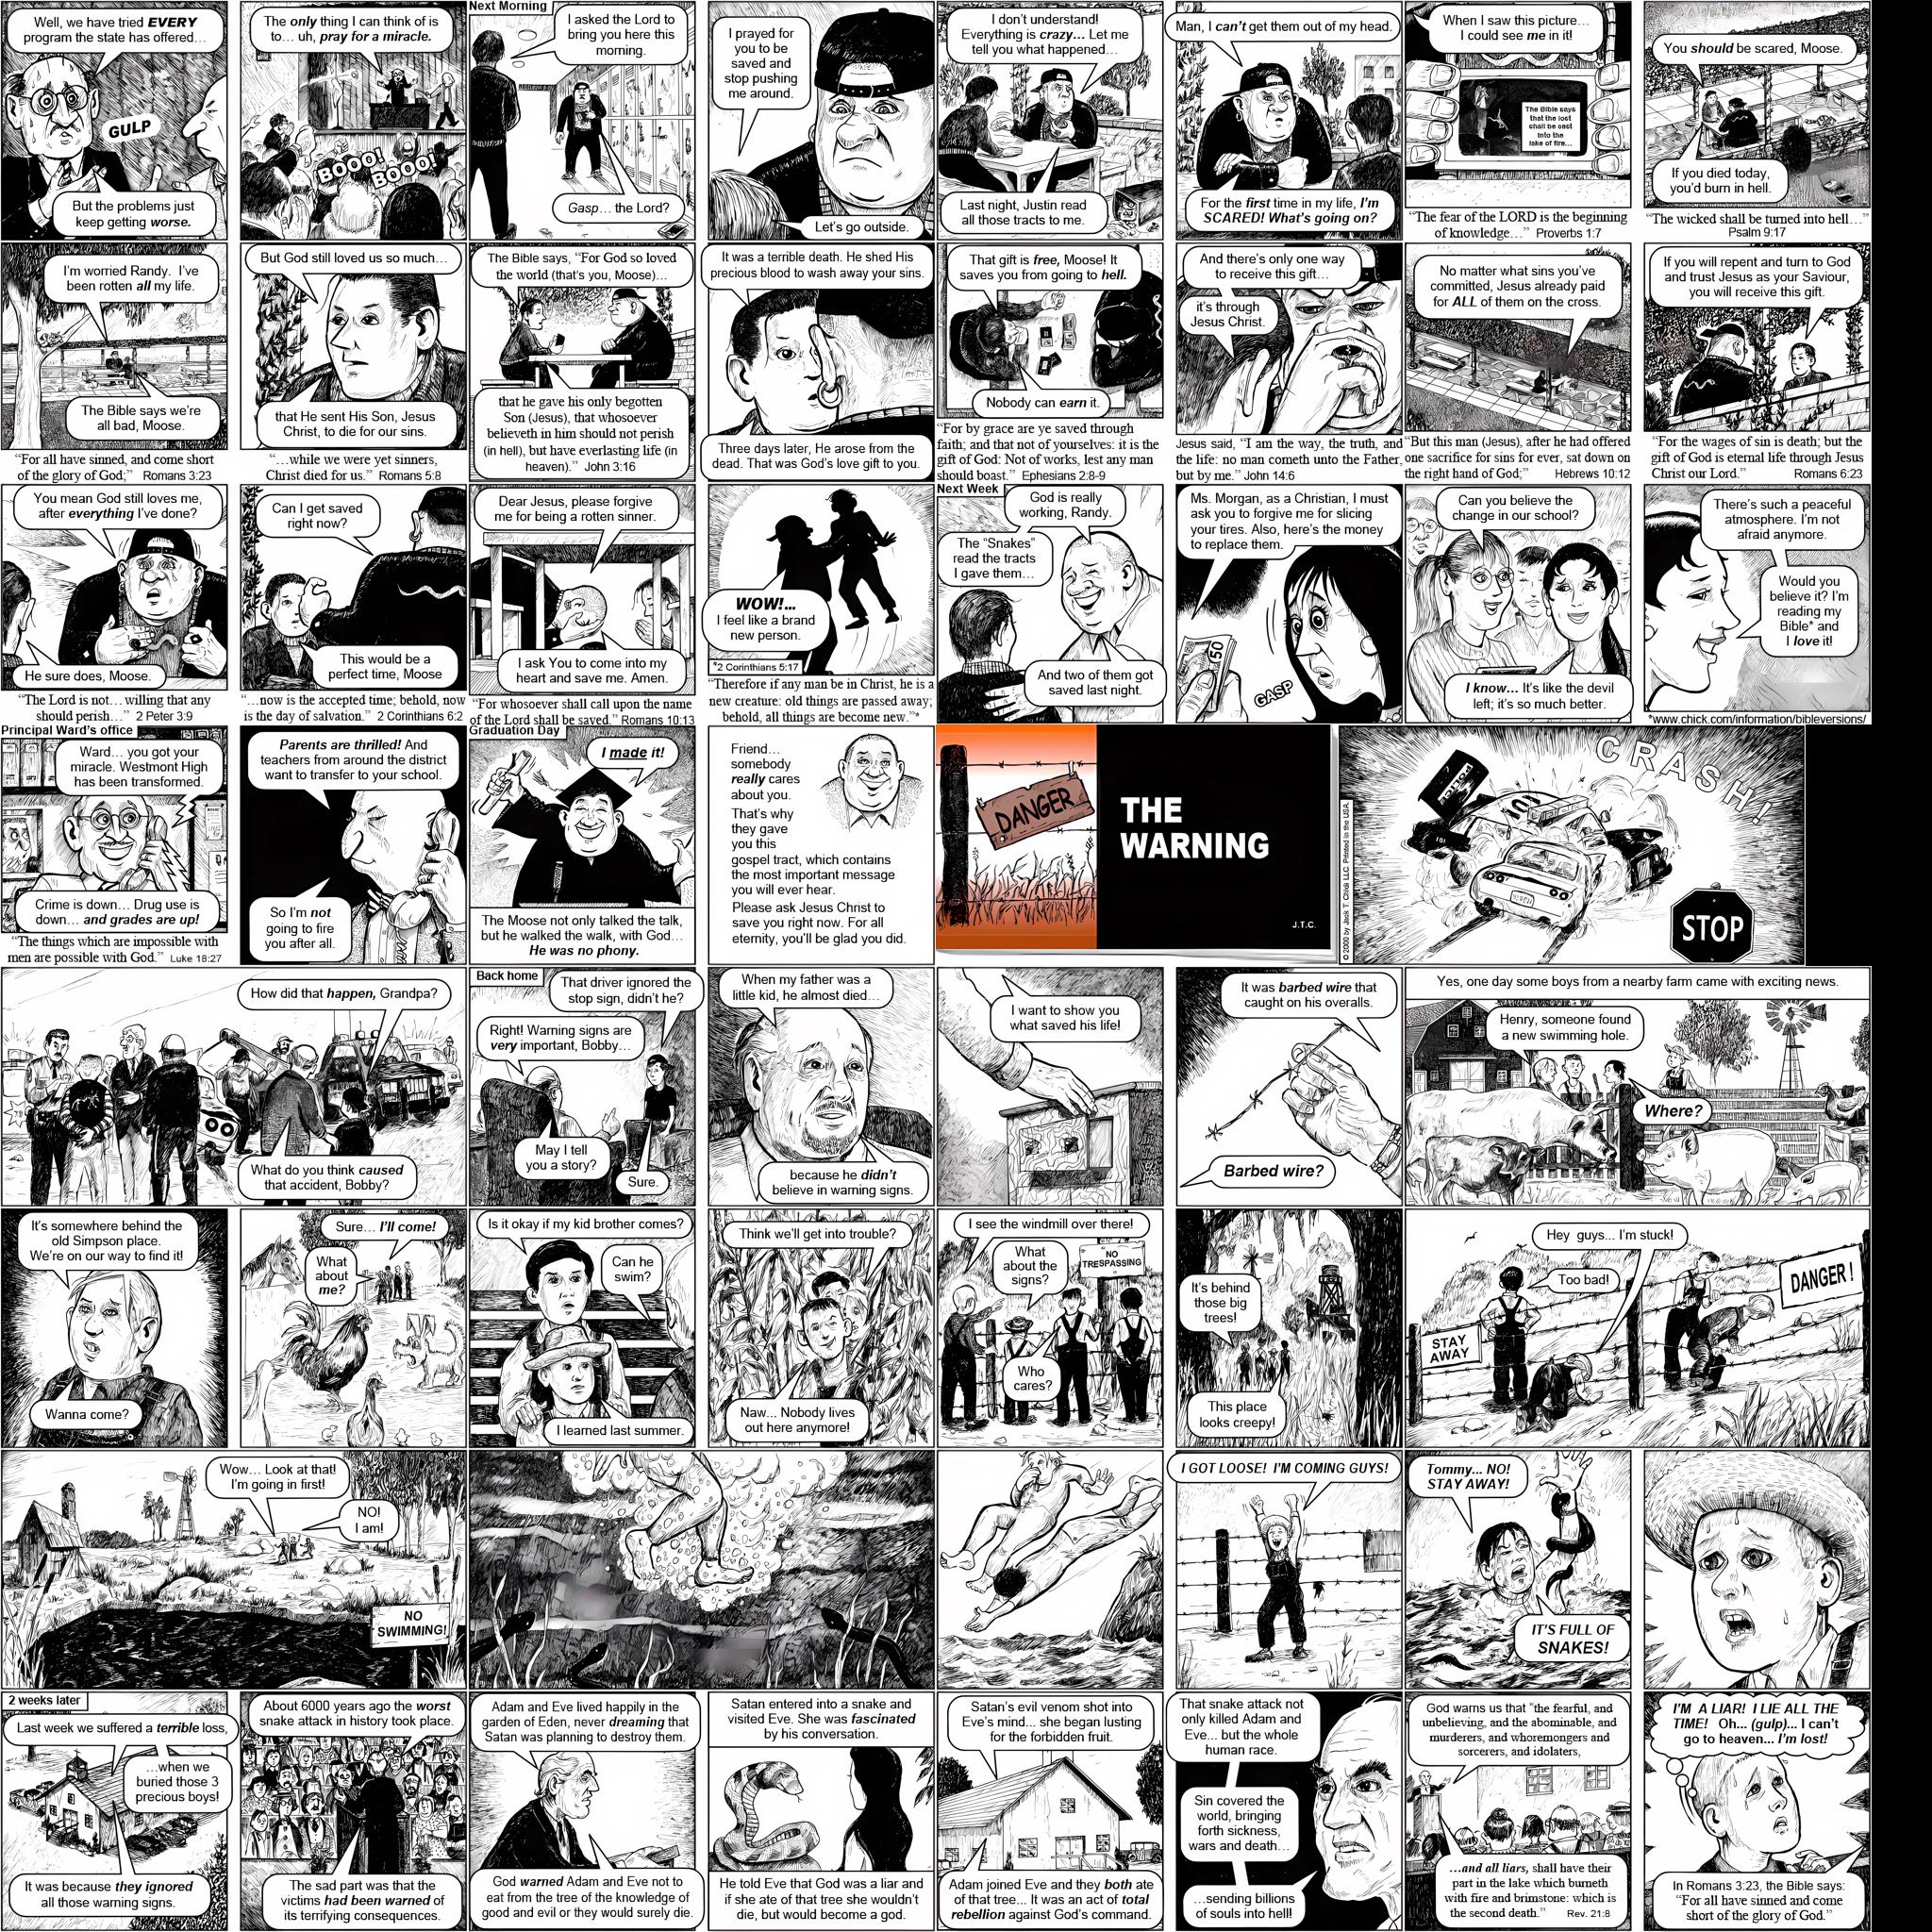 Well, we have tried EVERY
program the state has offered…
GULP
But the problems just
keep getting worse.
The only thing I can think of is
to… uh, pray for a miracle.
BOOO!
BOOO!
Next Morning
I asked the Lord to
bring you here this
morning.
Gasp… the Lord?
I prayed for
you to be
saved and
stop pushing
me around.
Let's go outside.
I don't understand!
Everything is crazy… Let me
tell you what happened…
Last night, Justin read
all those tracts to me.
Man, I can't get them out of my head.
For the first time in my life, I'm
SCARED! What's going on?
When I saw this picture…
I could see me in it!
The Bible says
that the lost
shall be cast
into the
lake of fire…
"The fear of the LORD is the beginning
of knowledge…" Proverbs 1:7
You should be scared, Moose.
If you died today,
you'd burn in hell.
"The wicked shall be turned into hell…"
Psalm 9:17
I'm worried Randy. I've
been rotten all my life.
The Bible says we're
all bad, Moose.
"For all have sinned, and come short
of the glory of God;" Romans 3:23
But God still loved us so much…
that He sent His Son, Jesus
Christ, to die for our sins.
"…while we were yet sinners,
Christ died for us." Romans 5:8
The Bible says, "For God so loved
the world (that's you, Moose)…
that he gave his only begotten
Son (Jesus), that whosoever
believeth in him should not perish
(in hell), but have everlasting life (in
heaven)." John 3:16
It was a terrible death. He shed His
precious blood to wash away your sins.
Three days later, He arose from the
dead. That was God's love gift to you.
That gift is free, Moose! It
saves you from going to hell.
Nobody can earn it.
"For by grace are ye saved through
faith; and that not of yourselves: it is the
gift of God: Not of works, lest any man
should boast." Ephesians 2:8-9
And there's only one way
to receive this gift…
it's through
Jesus Christ.
Jesus said, "I am the way, the truth, and
the life: no man cometh unto the Father,
but by me." John 14:6
No matter what sins you've
committed, Jesus already paid
for ALL of them on the cross.
"But this man (Jesus), after he had offered
one sacrifice for sins for ever, sat down on
the right hand of God;" Hebrews 10:12
If you will repent and turn to God
and trust Jesus as your Saviour,
you will receive this gift.
"For the wages of sin is death; but the
gift of God is eternal life through Jesus
Christ our Lord." Romans 6:23
You mean God still loves me,
after everything I've done?
He sure does, Moose.
"The Lord is not… willing that any
should perish…" 2 Peter 3:9
Can I get saved
right now?
This would be a
perfect time, Moose
"…now is the accepted time; behold, now
is the day of salvation." 2 Corinthians 6:2
Dear Jesus, please forgive
me for being a rotten sinner.
I ask You to come into my
heart and save me. Amen.
"For whosoever shall call upon the name
of the Lord shall be saved." Romans 10:13
WOW!…
I feel like a brand
new person.
*2 Corinthians 5:17
"Therefore if any man be in Christ, he is a
new creature: old things are passed away;
behold, all things are become new."*
Next Week
God is really
working, Randy.
The "Snakes"
read the tracts
I gave them…
And two of them got
saved last night.
Ms. Morgan, as a Christian, I must
ask you to forgive me for slicing
your tires. Also, here's the money
to replace them.
50
GASP
Can you believe the
change in our school?
I know… It's like the devil
left; it's so much better.
There's such a peaceful
atmosphere. I'm not
afraid anymore.
Would you
believe it? I'm
reading my
Bible* and
I love it!
*www.chick.com/information/bibleversions/
Principal Ward's office
Ward… you got your
miracle. Westmont High
has been transformed.
Crime is down… Drug use is
down… and grades are up!
"The things which are impossible with
men are possible with God." Luke 18:27
Parents are thrilled! And
teachers from around the district
want to transfer to your school.
So I'm not
going to fire
you after all.
Graduation Day
I made it!
The Moose not only talked the talk,
but he walked the walk, with God…
He was no phony.
Friend…
somebody
really cares
about you.
That's why
they gave
you this
gospel tract, which contains
the most important message
you will ever hear.
Please ask Jesus Christ to
save you right now. For all
eternity, you'll be glad you did.
DANGER
THE
WARNING
J.T.C.
© 2000 by Jack T. Chick LLC. Printed in the USA.
CRASH!
POLICE
101
STOP
How did that happen, Grandpa?
What do you think caused
that accident, Bobby?
Back home
That driver ignored the
stop sign, didn't he?
Right! Warning signs are
very important, Bobby…
May I tell
you a story?
Sure.
When my father was a
little kid, he almost died…
because he didn't
believe in warning signs.
I want to show you
what saved his life!
It was barbed wire that
caught on his overalls.
Barbed wire?
Yes, one day some boys from a nearby farm came with exciting news.
Henry, someone found
a new swimming hole.
Where?
It's somewhere behind the
old Simpson place.
We're on our way to find it!
Wanna come?
Sure… I'll come!
What
about
me?
Is it okay if my kid brother comes?
Can he
swim?
I learned last summer.
Think we'll get into trouble?
Naw… Nobody lives
out here anymore!
I see the windmill over there!
What
about the
signs?
NO
TRESPASSING
Who
cares?
It's behind
those big
trees!
This place
looks creepy!
Hey guys… I'm stuck!
Too bad!
DANGER!
STAY
AWAY
Wow… Look at that!
I'm going in first!
NO!
I am!
NO
SWIMMING!
I GOT LOOSE! I'M COMING GUYS!
Tommy… NO!
STAY AWAY!
IT'S FULL OF
SNAKES!
2 weeks later
Last week we suffered a terrible loss,
…when we
buried those 3
precious boys!
It was because they ignored
all those warning signs.
About 6000 years ago the worst
snake attack in history took place.
The sad part was that the
victims had been warned of
its terrifying consequences.
Adam and Eve lived happily in the
garden of Eden, never dreaming that
Satan was planning to destroy them.
God warned Adam and Eve not to
eat from the tree of the knowledge of
good and evil or they would surely die.
Satan entered into a snake and
visited Eve. She was fascinated
by his conversation.
He told Eve that God was a liar and
if she ate of that tree she wouldn't
die, but would become a god.
Satan's evil venom shot into
Eve's mind… she began lusting
for the forbidden fruit.
Adam joined Eve and they both ate
of that tree… It was an act of total
rebellion against God's command.
That snake attack not
only killed Adam and
Eve… but the whole
human race.
Sin covered the
world, bringing
forth sickness,
wars and death…
…sending billions
of souls into hell!
God warns us that "the fearful, and
unbelieving, and the abominable, and
murderers, and whoremongers and
sorcerers, and idolaters,
…and all liars, shall have their
part in the lake which burneth
with fire and brimstone: which is
the second death." Rev. 21:8
I'M A LIAR! I LIE ALL THE
TIME! Oh… (gulp)… I can't
go to heaven… I'm lost!
In Romans 3:23, the Bible says:
"For all have sinned and come
short of the glory of God."